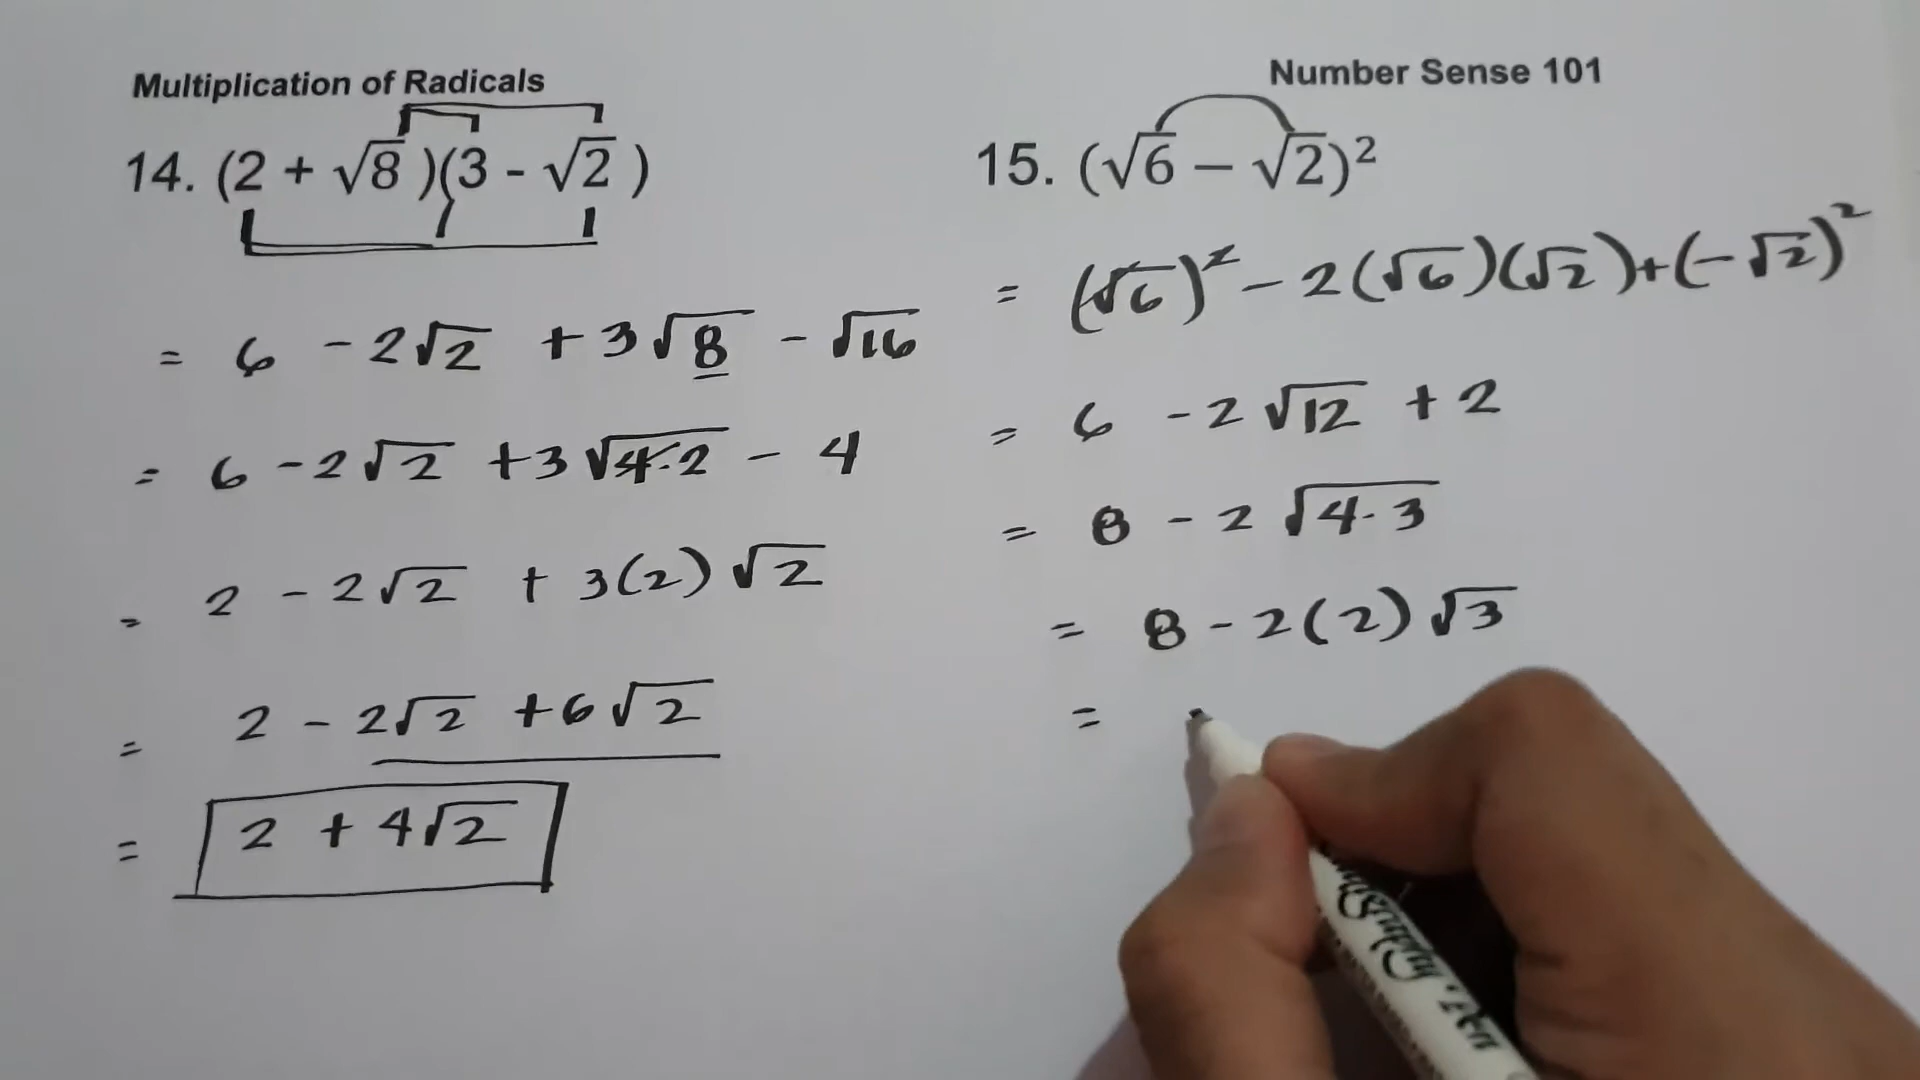 Multiplication of Radicals
14. (2 + √8 )(3 - √2 )
= 6 - 2√2 + 3√8 - √16
= 6 - 2√2 + 3√4·2 - 4
= 2 - 2√2 + 3(2)√2
= 2 - 2√2 + 6√2
= 2 + 4√2
Number Sense 101
15. (√6 − √2)²
= (√6)² - 2(√6)(√2) + (-√2)²
= 6 - 2√12 + 2
= 8 - 2√4·3
= 8 - 2(2)√3
=